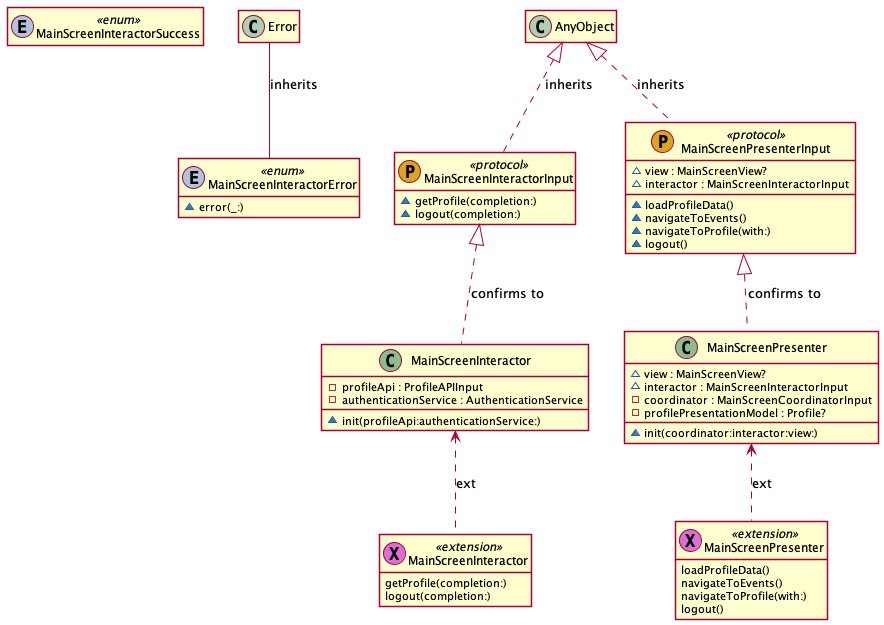 E «enum»
MainScreenInteractorSuccess
C Error
C AnyObject
inherits
inherits
inherits
E «enum»
MainScreenInteractorError
error(_:)
P «protocol»
MainScreenInteractorInput
getProfile(completion:)
logout(completion:)
P «protocol»
MainScreenPresenterInput
view : MainScreenView?
interactor : MainScreenInteractorInput
loadProfileData()
navigateToEvents()
navigateToProfile(with:)
logout()
confirms to
confirms to
C MainScreenInteractor
profileApi : ProfileAPIInput
authenticationService : AuthenticationService
init(profileApi:authenticationService:)
C MainScreenPresenter
view : MainScreenView?
interactor : MainScreenInteractorInput
coordinator : MainScreenCoordinatorInput
profilePresentationModel : Profile?
init(coordinator:interactor:view:)
ext
ext
X «extension»
MainScreenInteractor
getProfile(completion:)
logout(completion:)
X «extension»
MainScreenPresenter
loadProfileData()
navigateToEvents()
navigateToProfile(with:)
logout()